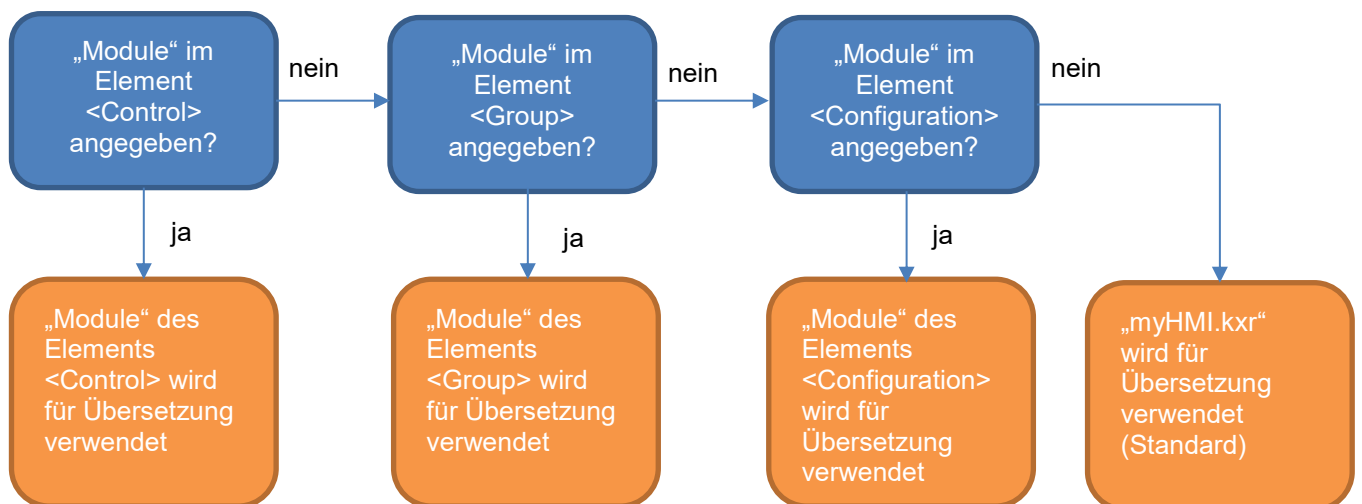 „Module“ im
Element
<Control>
angegeben?
nein
„Module“ im
Element
<Group>
angegeben?
nein
„Module“ im
Element
<Configuration>
angegeben?
nein
ja
ja
ja
„Module“ des
Elements
<Control> wird
für Übersetzung
verwendet
„Module“ des
Elements
<Group> wird
für Übersetzung
verwendet
„Module“ des
Elements
<Configuration>
wird für
Übersetzung
verwendet
„myHMI.kxr“
wird für
Übersetzung
verwendet
(Standard)